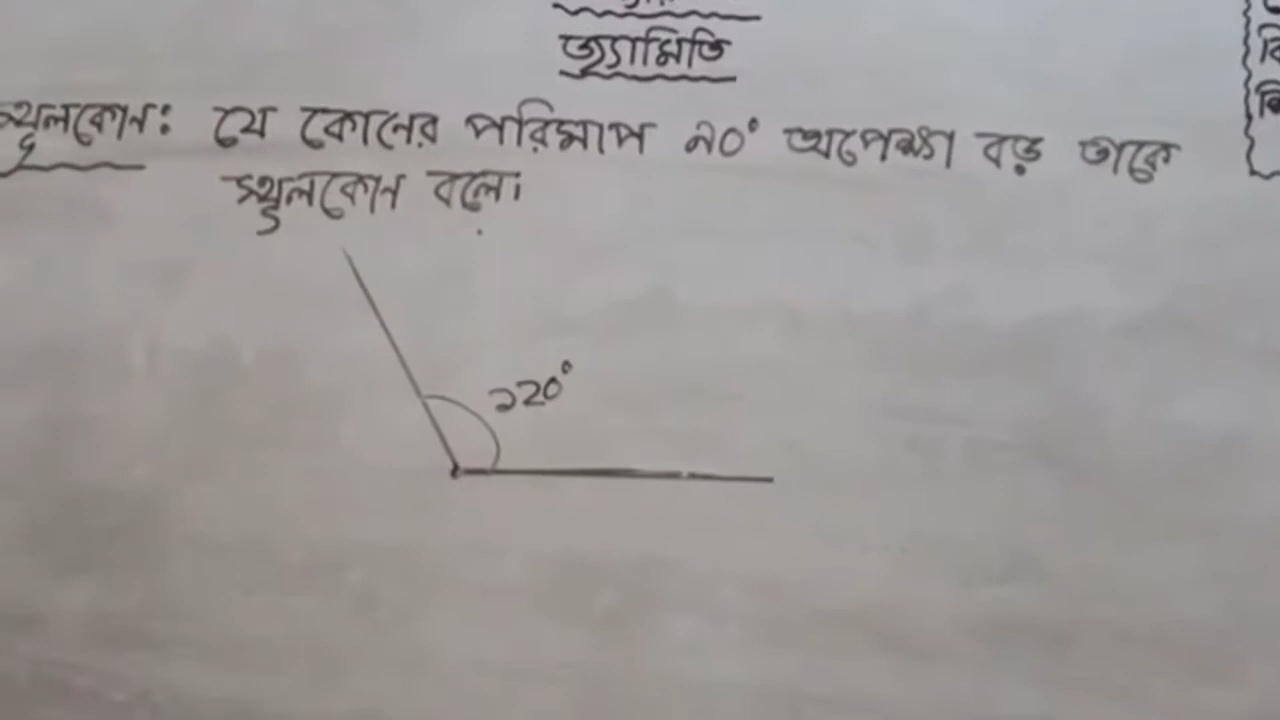 জ্যামিতি
স্থূলকোন: যে কোনের পরিমাপ ৯০° অপেক্ষা বড় তাকে
স্থূলকোন বলে।
১২০°